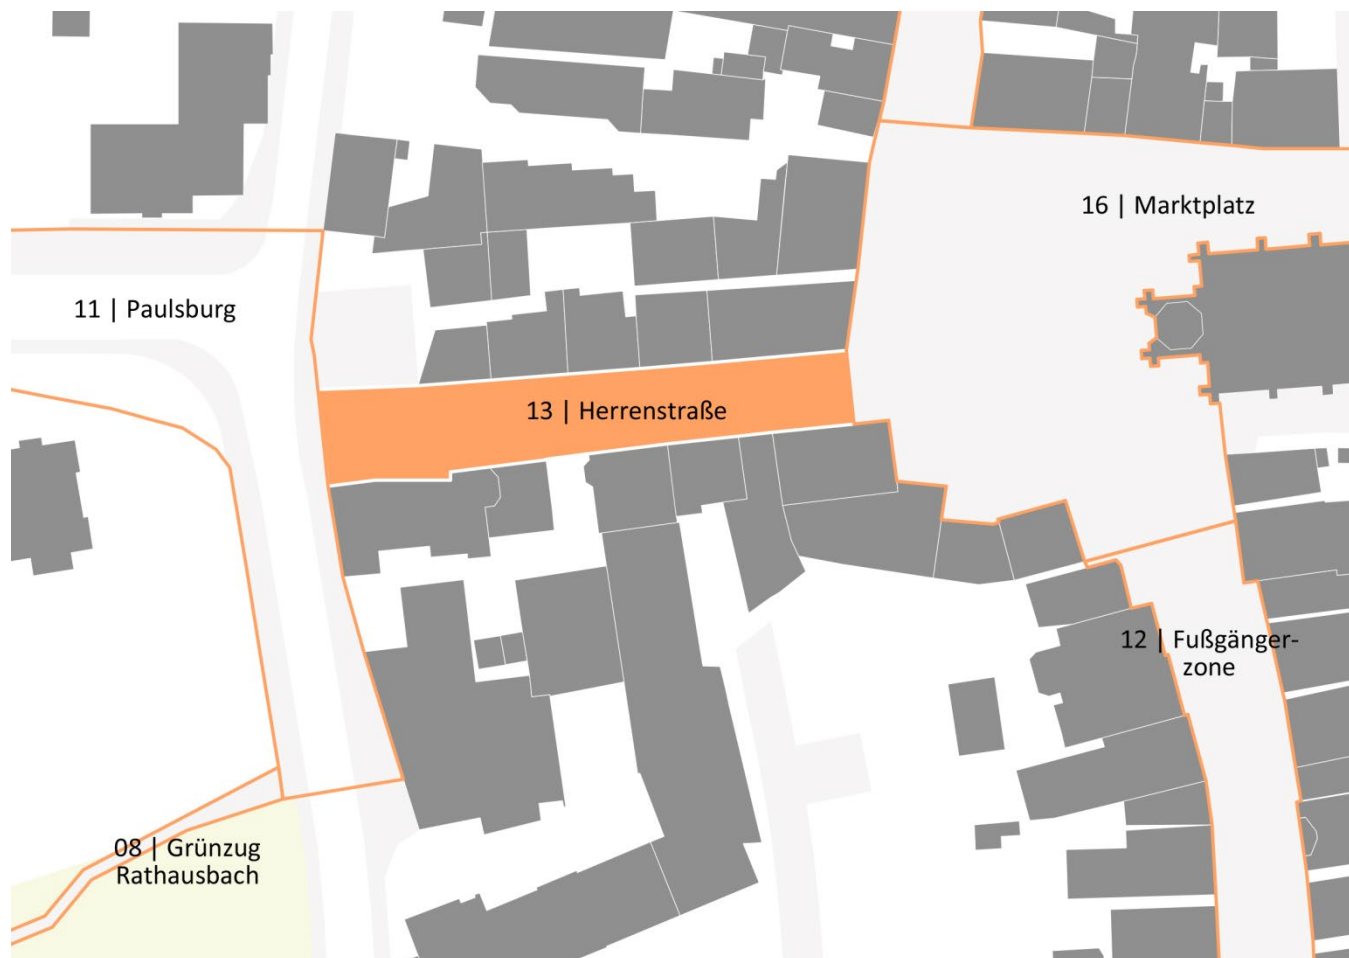 16 | Marktplatz
11 | Paulsburg
13 | Herrenstraße
12 | Fußgänger-
zone
08 | Grünzug
Rathausbach